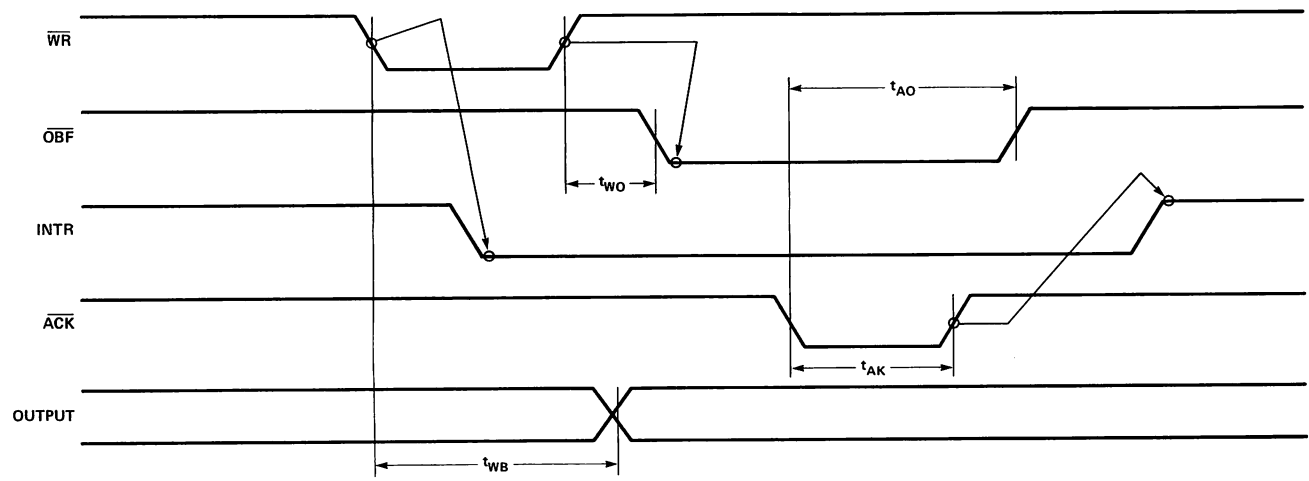 WR
tAO
OBF
tWO
INTR
ACK
tAK
OUTPUT
tWB